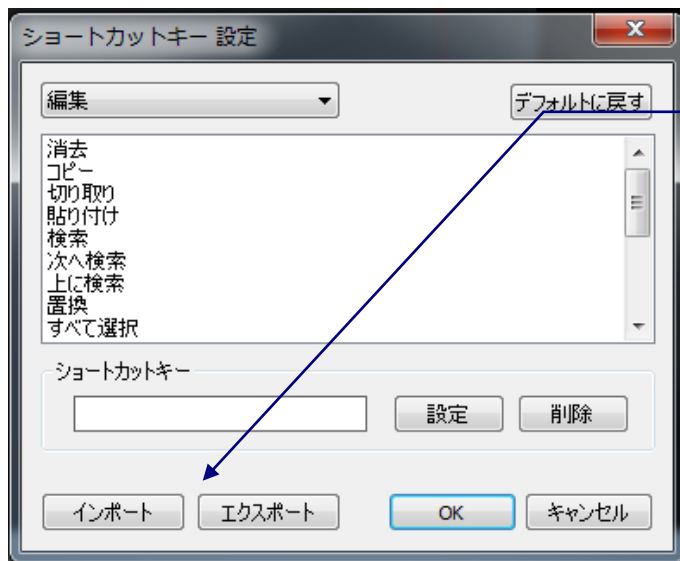 ショートカットキー 設定
編集
デフォルトに戻す
消去
コピー
切り取り
貼り付け
検索
次へ検索
上に検索
置換
すべて選択
ショートカットキー
設定
削除
インポート
エクスポート
OK
キャンセル